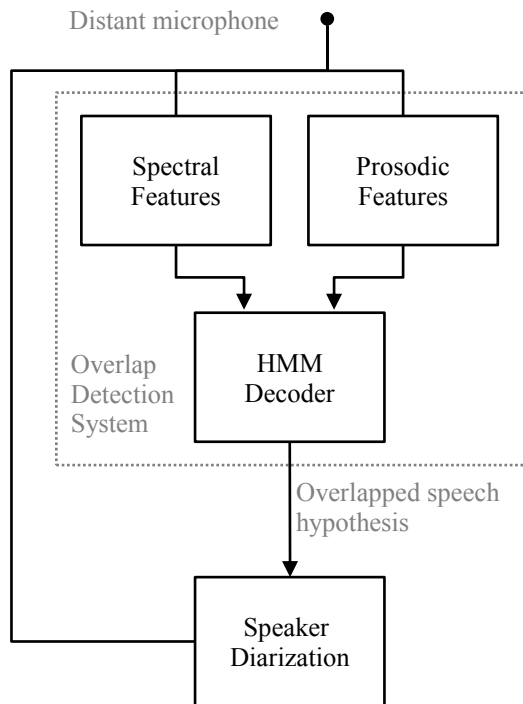 Distant microphone
Spectral
Features
Prosodic
Features
HMM
Decoder
Overlap
Detection
System
Overlapped speech
hypothesis
Speaker
Diarization